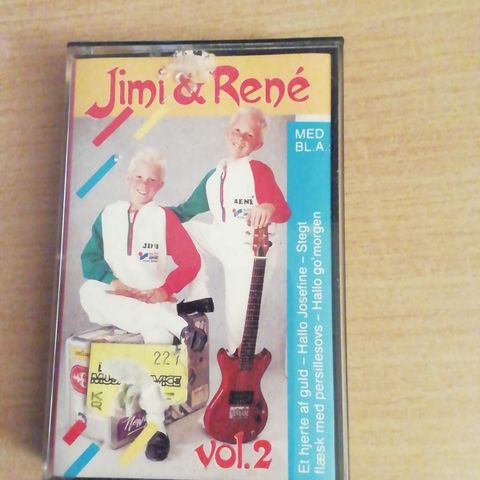 Jimi & René
MED
BL.A.:
Et hjerte af guld – Hallo Josefine – Stegt
flæsk med persillesovs – Hallo go'morgen
RENÉ
JIMI
221
vol.2